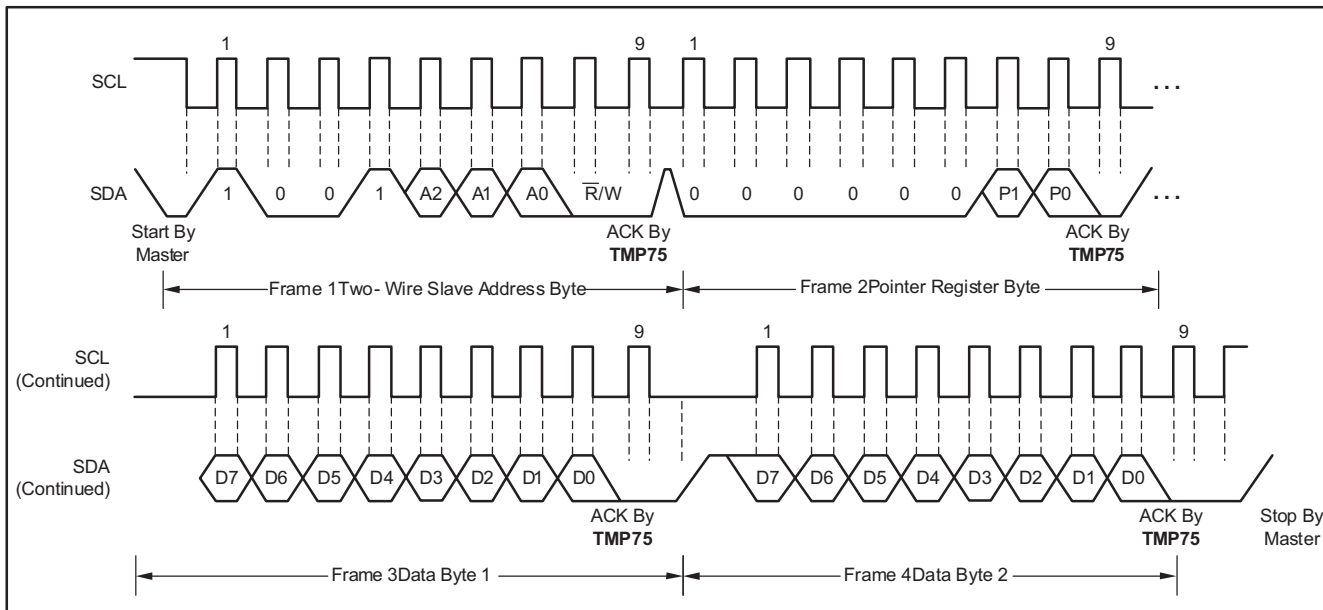 1 9 1 9
SCL ...
SDA 1 0 0 1 A2 A1 A0 R̅/W 0 0 0 0 0 0 P1 P0 ...
Start By
Master
ACK By
TMP75
ACK By
TMP75
Frame 1Two- Wire Slave Address Byte
Frame 2Pointer Register Byte
1 9 1 9
SCL
(Continued)
SDA
(Continued)
D7 D6 D5 D4 D3 D2 D1 D0 D7 D6 D5 D4 D3 D2 D1 D0
ACK By
TMP75
ACK By
TMP75
Stop By
Master
Frame 3Data Byte 1
Frame 4Data Byte 2